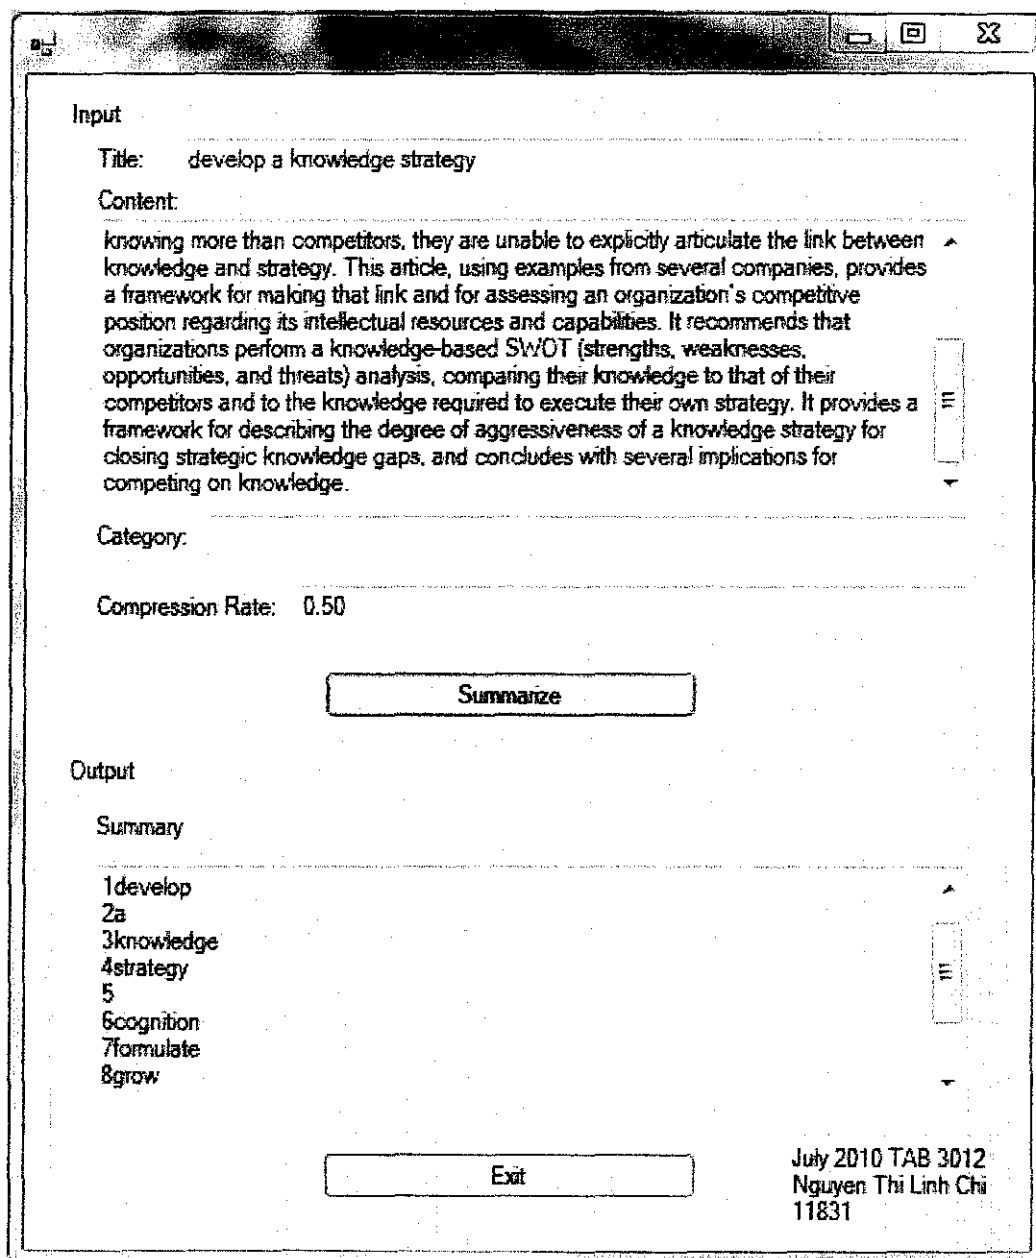 Input
Title: develop a knowledge strategy
Content:
knowing more than competitors, they are unable to explicitly articulate the link between
knowledge and strategy. This article, using examples from several companies, provides
a framework for making that link and for assessing an organization's competitive
position regarding its intellectual resources and capabilities. It recommends that
organizations perform a knowledge-based SWOT (strengths, weaknesses,
opportunities, and threats) analysis, comparing their knowledge to that of their
competitors and to the knowledge required to execute their own strategy. It provides a
framework for describing the degree of aggressiveness of a knowledge strategy for
closing strategic knowledge gaps, and concludes with several implications for
competing on knowledge.
Category:
Compression Rate: 0.50
Summarize
Output
Summary
1develop
2a
3knowledge
4strategy
5
6cognition
7formulate
8grow
Exit
July 2010 TAB 3012
Nguyen Thi Linh Chi
11831